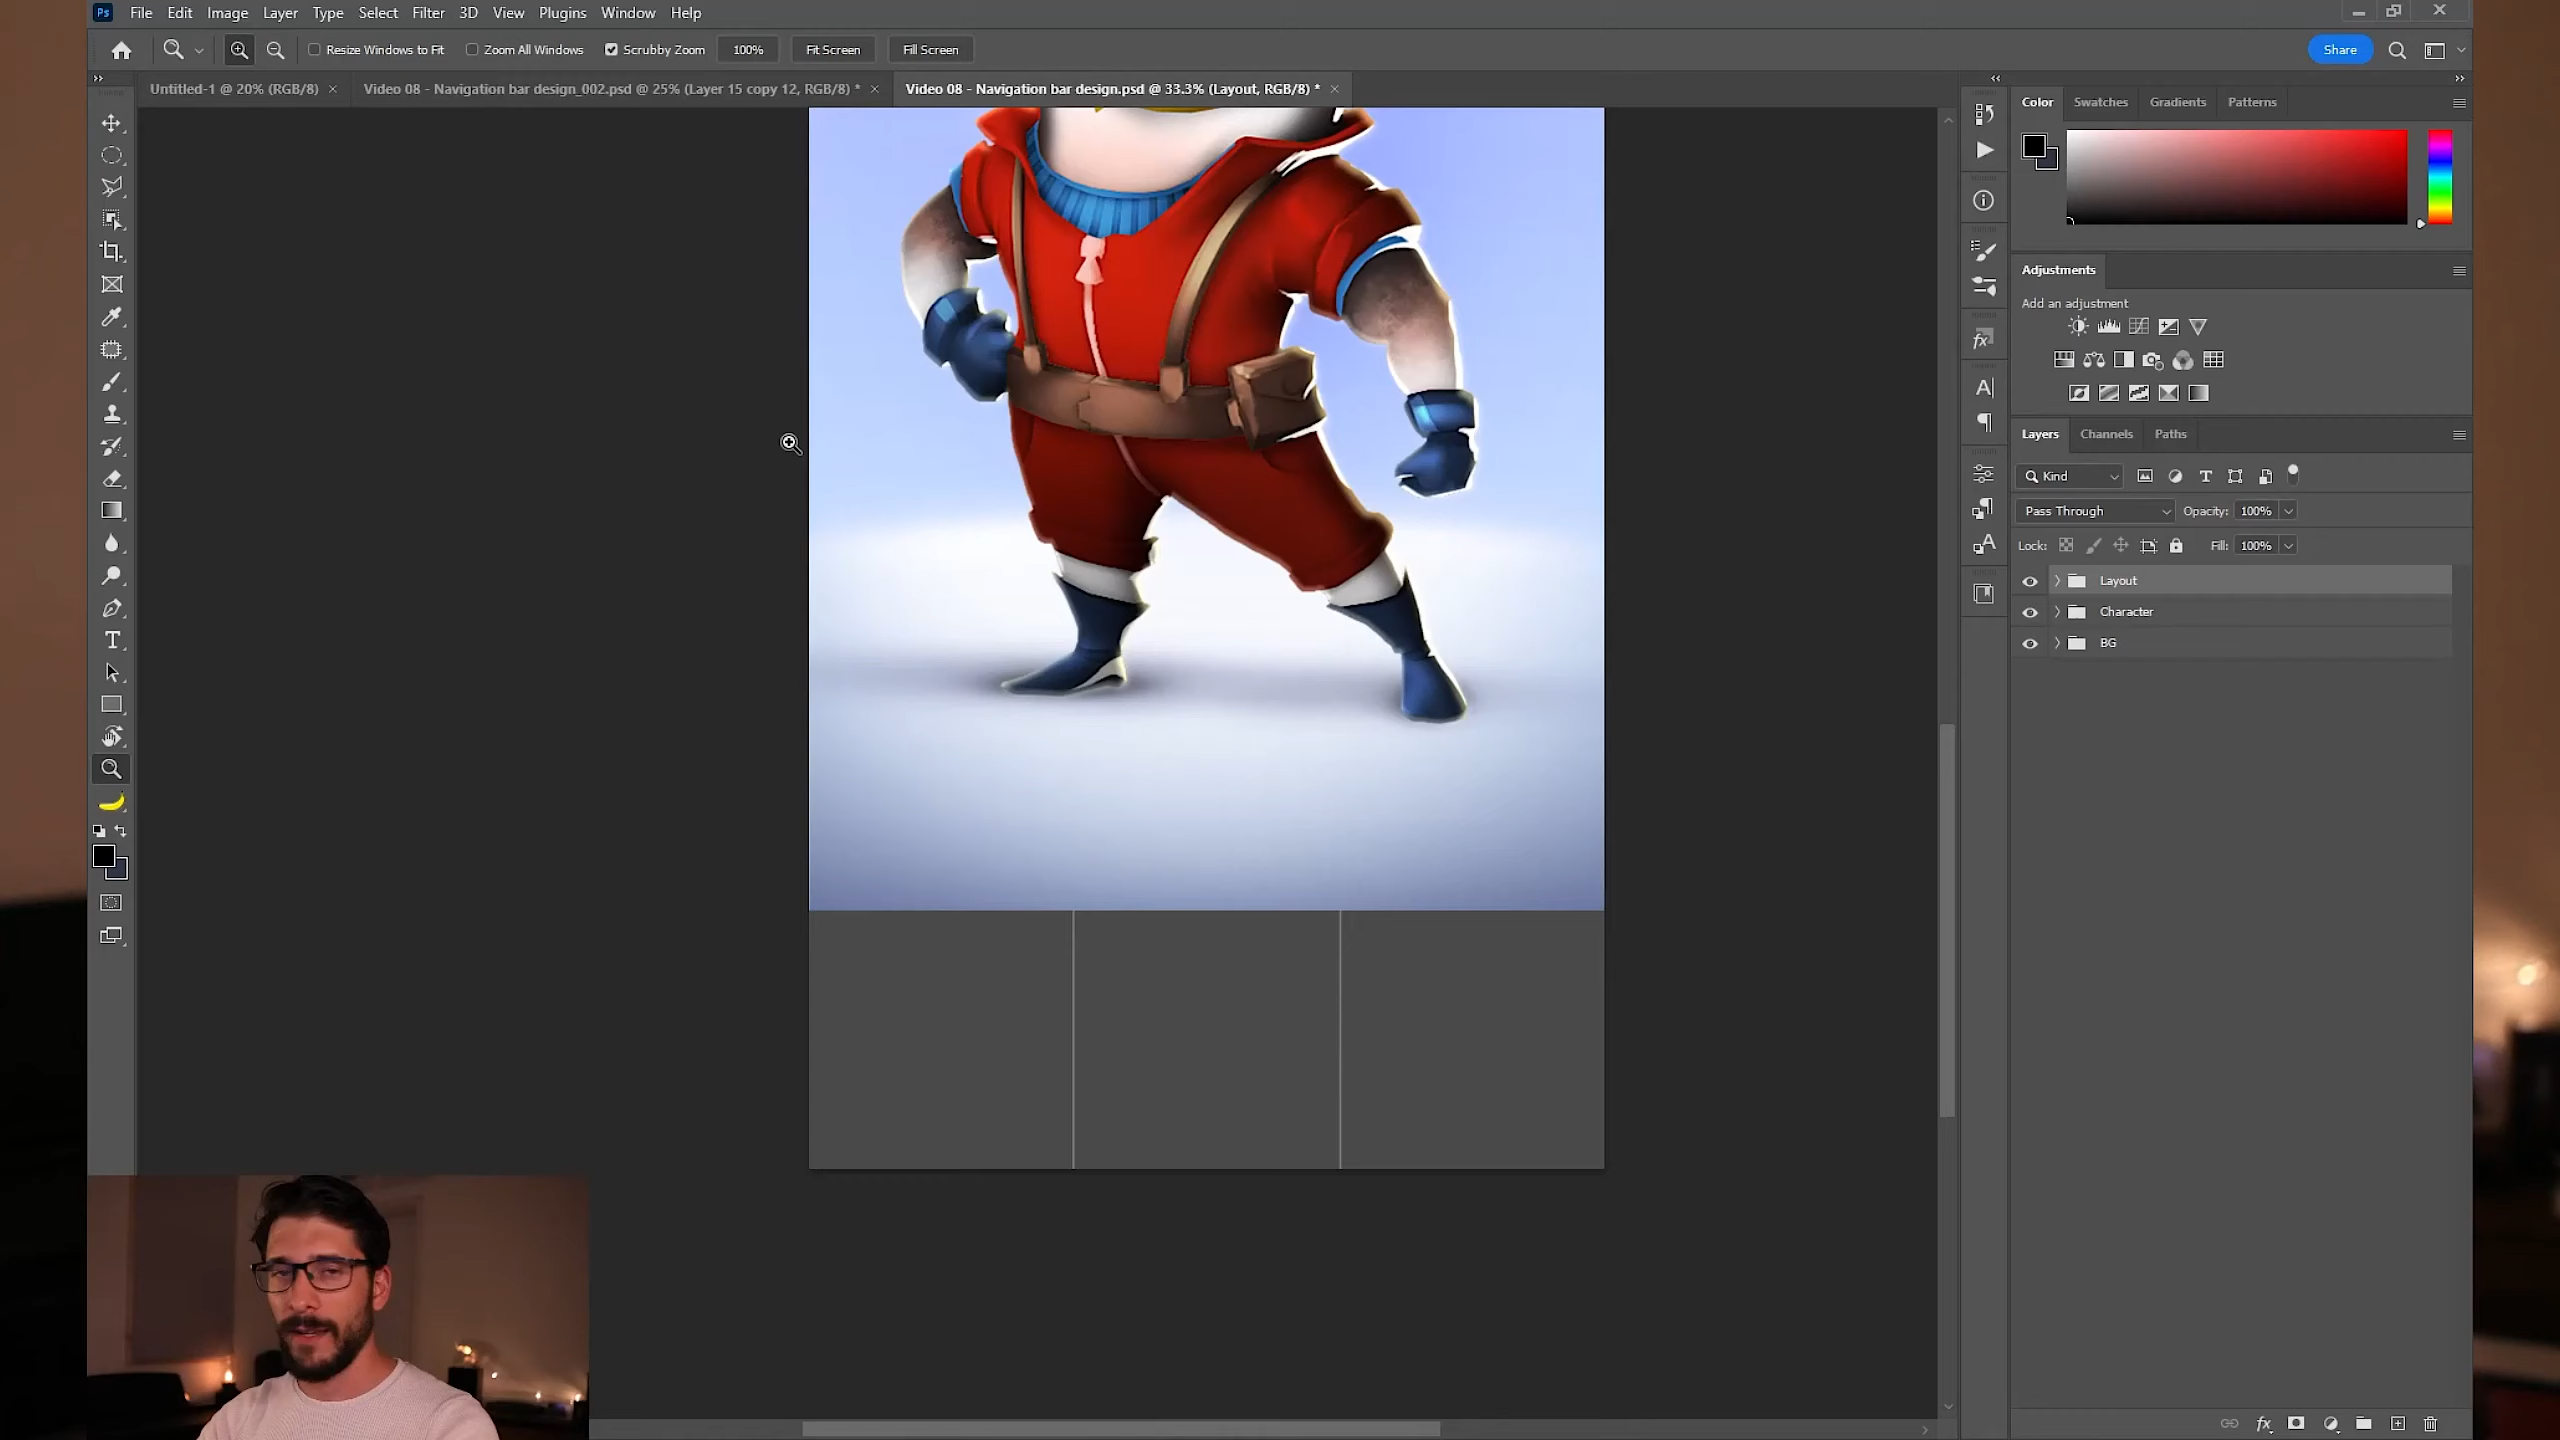 Ps File Edit Image Layer Type Select Filter 3D View Plugins Window Help
Resize Windows to Fit Zoom All Windows Scrubby Zoom 100% Fit Screen Fill Screen Share
Untitled-1 @ 20% (RGB/8) × Video 08 - Navigation bar design_002.psd @ 25% (Layer 15 copy 12, RGB/8) * × Video 08 - Navigation bar design.psd @ 33.3% (Layout, RGB/8) * ×
Color Swatches Gradients Patterns
Adjustments
Add an adjustment
Layers Channels Paths
Kind
Pass Through Opacity: 100%
Lock: Fill: 100%
Layout
Character
BG